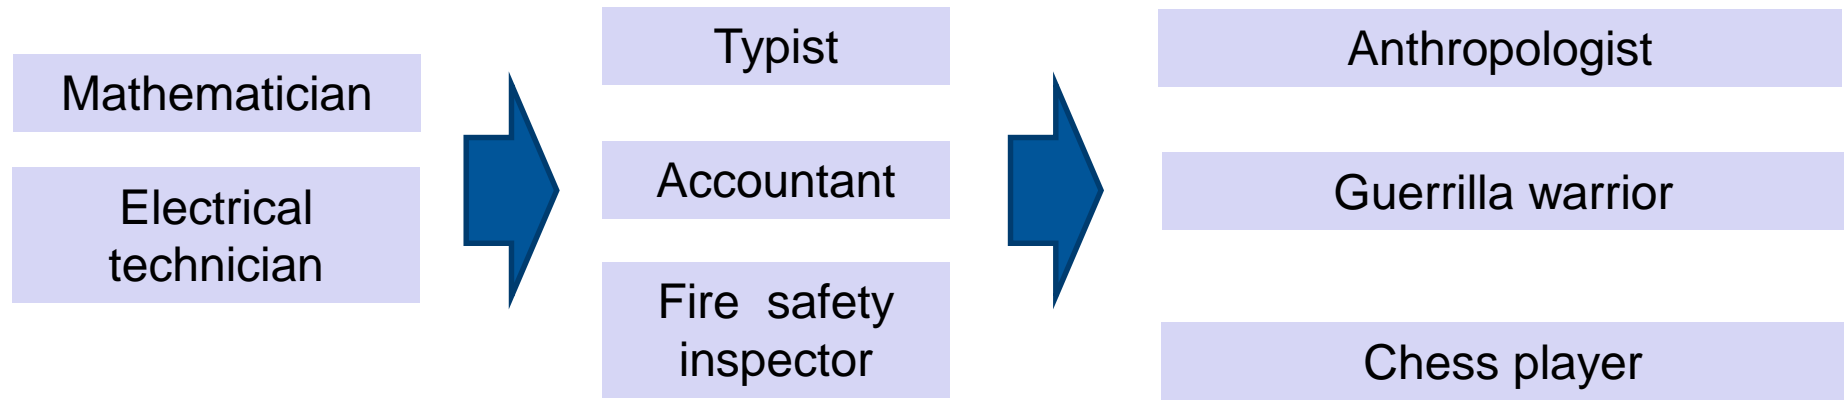 Mathematician
Electrical
technician
Typist
Accountant
Fire safety
inspector
Anthropologist
Guerrilla warrior
Chess player